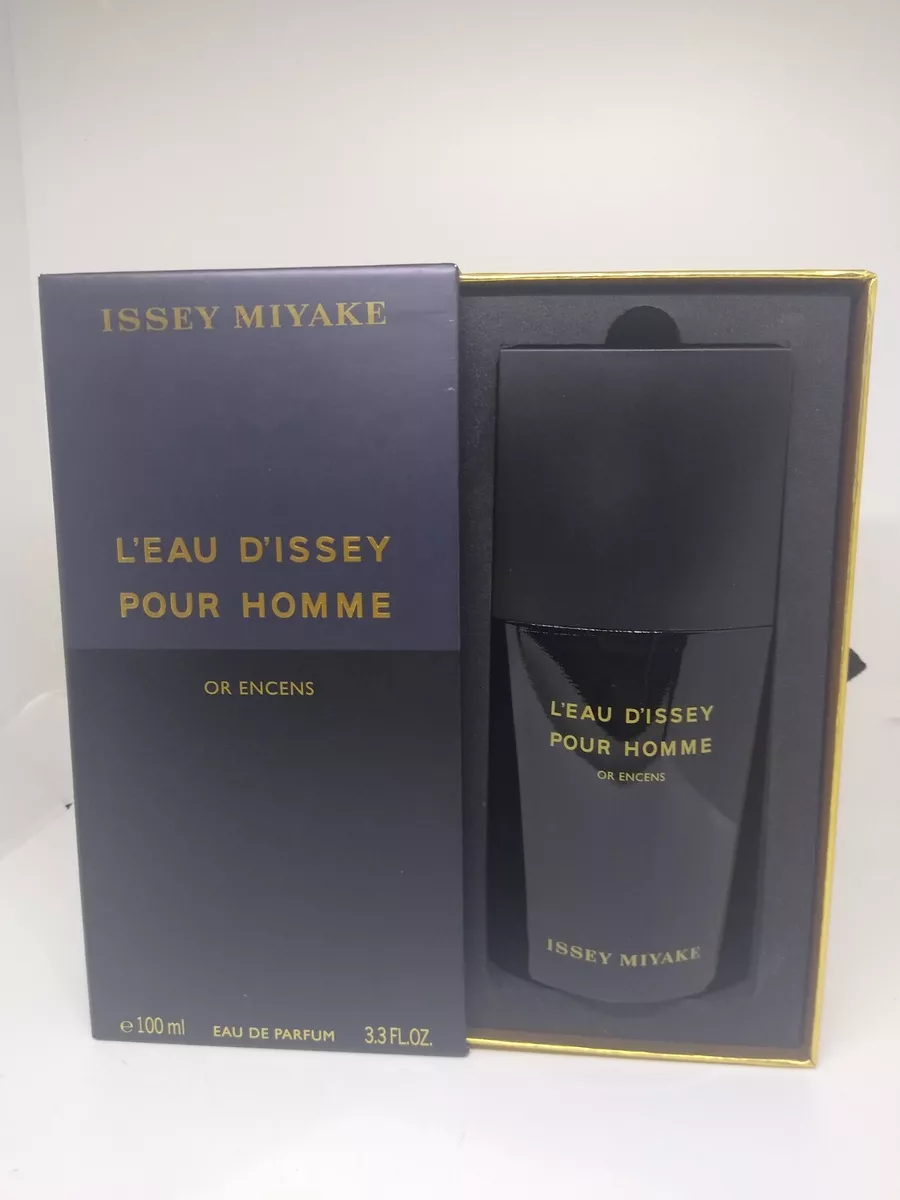 ISSEY MIYAKE
L'EAU D'ISSEY
POUR HOMME
OR ENCENS
℮ 100 ml EAU DE PARFUM 3.3 FL.OZ.
L'EAU D'ISSEY
POUR HOMME
OR ENCENS
ISSEY MIYAKE